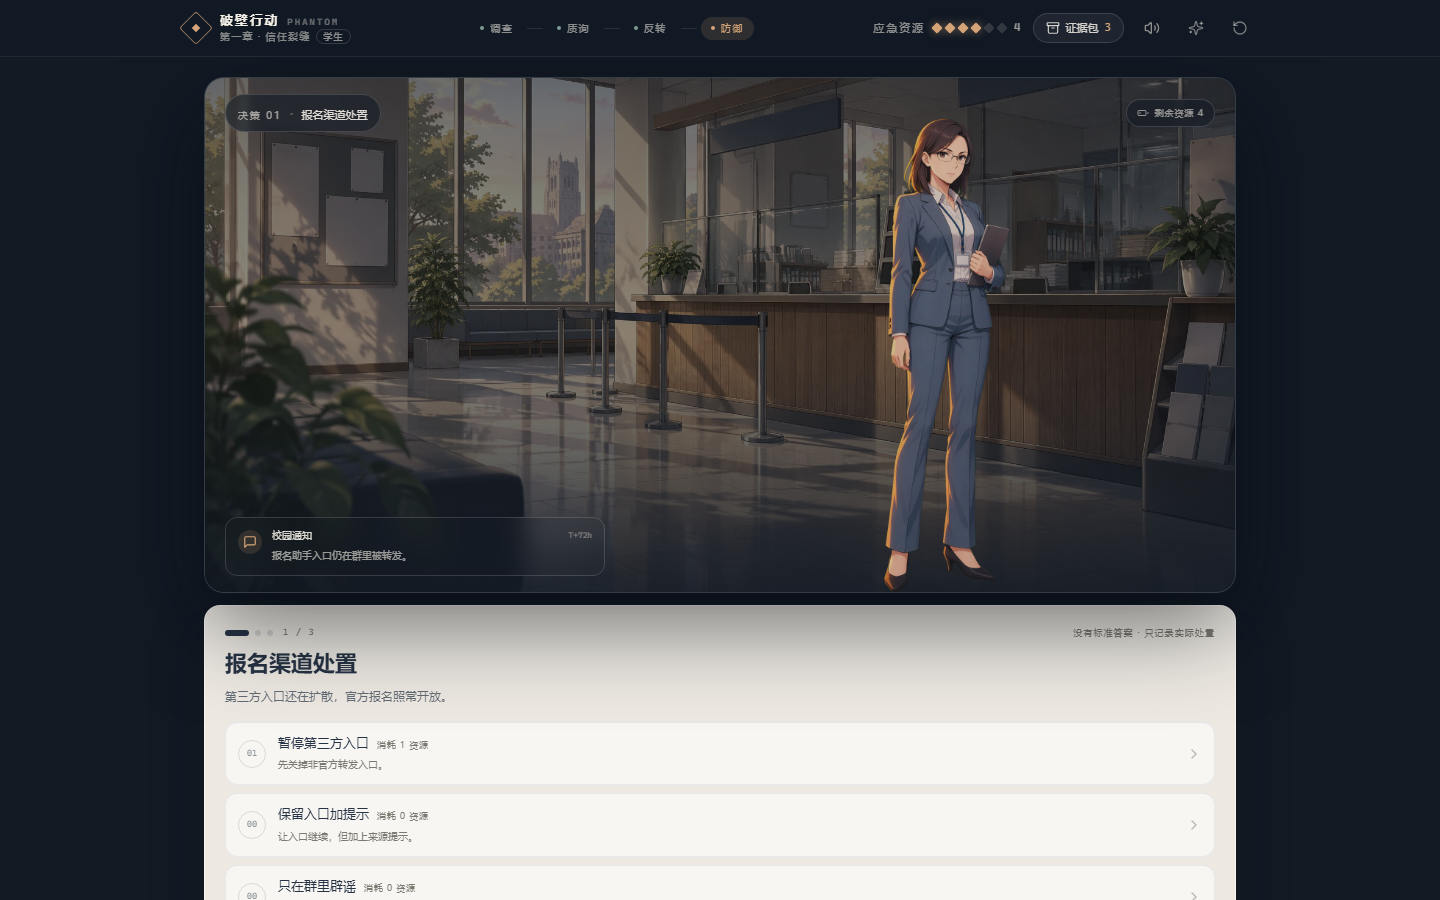 破壁行动 PHANTOM
第一章 · 信任裂缝 学生
调查 质询 反转 防御
应急资源 4 证据包 3
决策 01 · 报名渠道处置
剩余资源 4
校园通知 T+72h
报名助手入口仍在群里被转发。
1 / 3 没有标准答案 · 只记录实际处置
报名渠道处置
第三方入口还在扩散，官方报名照常开放。
01 暂停第三方入口 消耗 1 资源
先关掉非官方转发入口。
00 保留入口加提示 消耗 0 资源
让入口继续，但加上来源提示。
00 只在群里辟谣 消耗 0 资源